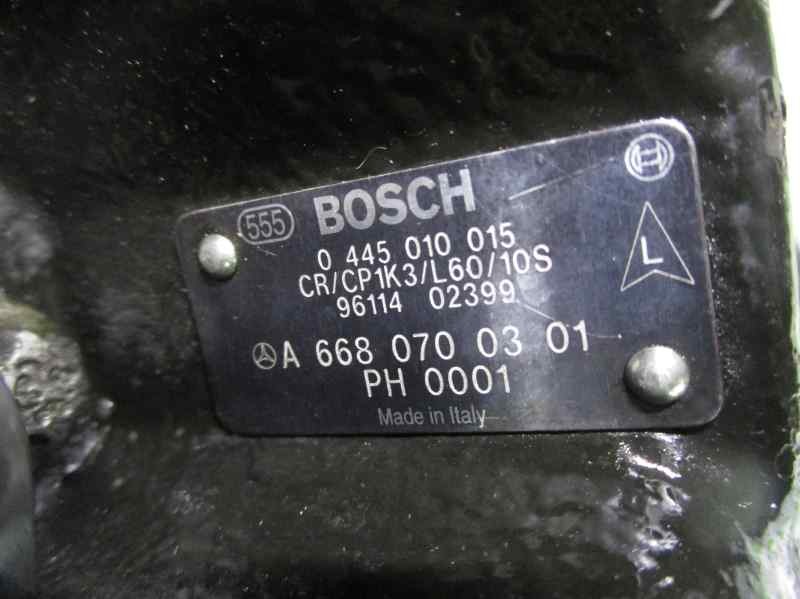 555 BOSCH
0 445 010 015
CR/CP1K3/L60/10S
L
96114 02399
A 668 070 03 01
PH 0001
Made in Italy